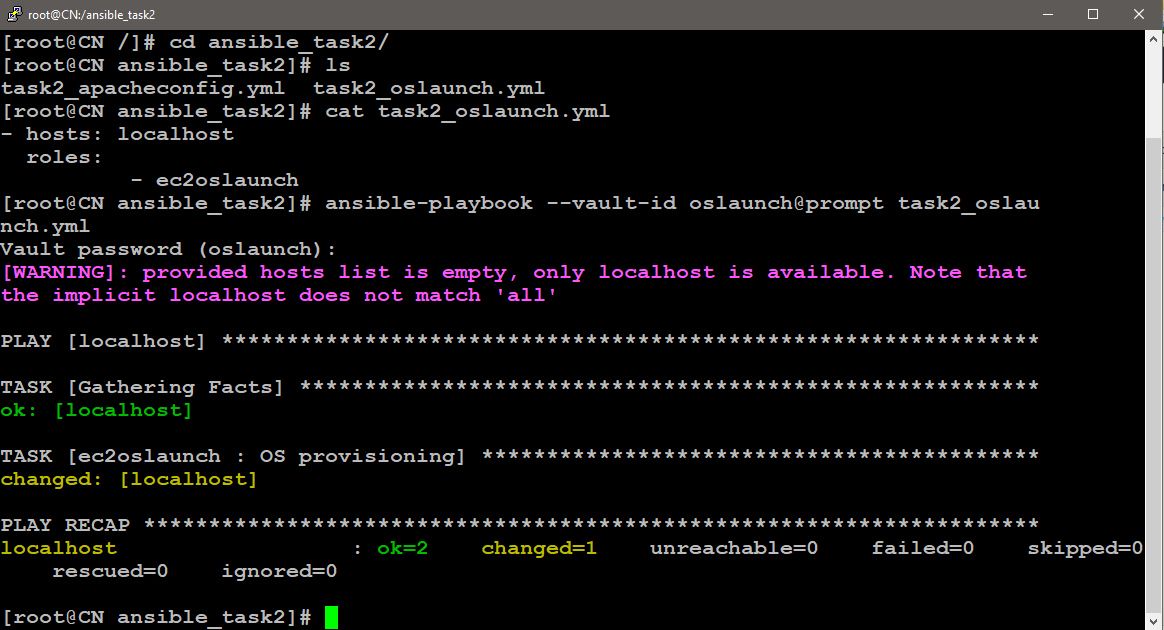 root@CN:/ansible_task2
[root@CN /]# cd ansible_task2/
[root@CN ansible_task2]# ls
task2_apacheconfig.yml  task2_oslaunch.yml
[root@CN ansible_task2]# cat task2_oslaunch.yml
- hosts: localhost
  roles:
          - ec2oslaunch
[root@CN ansible_task2]# ansible-playbook --vault-id oslaunch@prompt task2_oslau
nch.yml
Vault password (oslaunch):
[WARNING]: provided hosts list is empty, only localhost is available. Note that
the implicit localhost does not match 'all'
PLAY [localhost] ***************************************************************
TASK [Gathering Facts] *********************************************************
ok: [localhost]
TASK [ec2oslaunch : OS provisioning] *******************************************
changed: [localhost]
PLAY RECAP *********************************************************************
localhost                  : ok=2    changed=1    unreachable=0    failed=0    skipped=0
    rescued=0    ignored=0
[root@CN ansible_task2]#